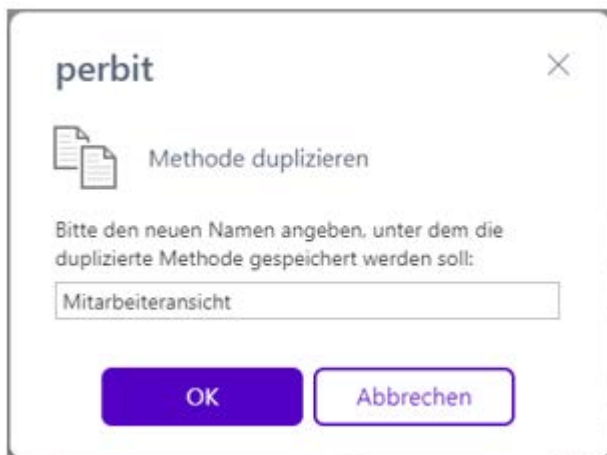 perbit
Methode duplizieren
Bitte den neuen Namen angeben, unter dem die
duplizierte Methode gespeichert werden soll:
Mitarbeiteransicht
OK
Abbrechen